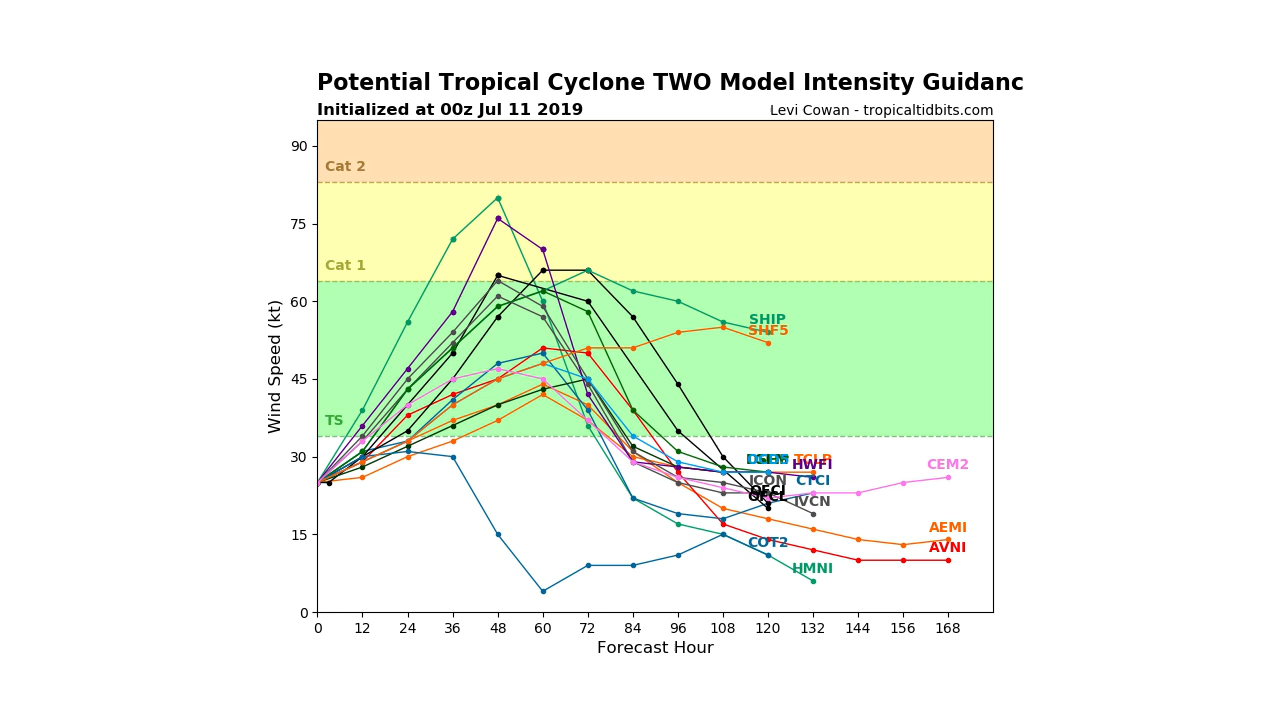 Potential Tropical Cyclone TWO Model Intensity Guidanc
Initialized at 00z Jul 11 2019
Levi Cowan - tropicaltidbits.com
90
Cat 2
75
Cat 1
60
SHIP
SHF5
45
Wind Speed (kt)
TS
30
TCLP
HWFI
CEM2
ICON
CTCI
OFCI
OFCL
IVCN
AEMI
15
COT2
AVNI
HMNI
0
0 12 24 36 48 60 72 84 96 108 120 132 144 156 168
Forecast Hour